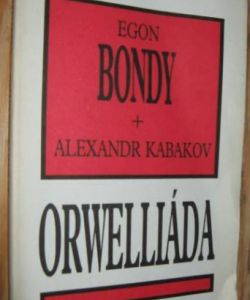 EGON
BONDY
+
ALEXANDR KABAKOV
ORWELLIÁDA